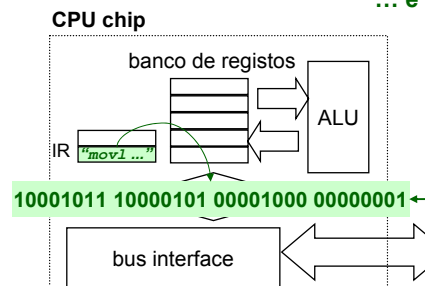 … e
CPU chip
banco de registos
ALU
IR
"movl …"
10001011 10000101 00001000 00000001
bus interface